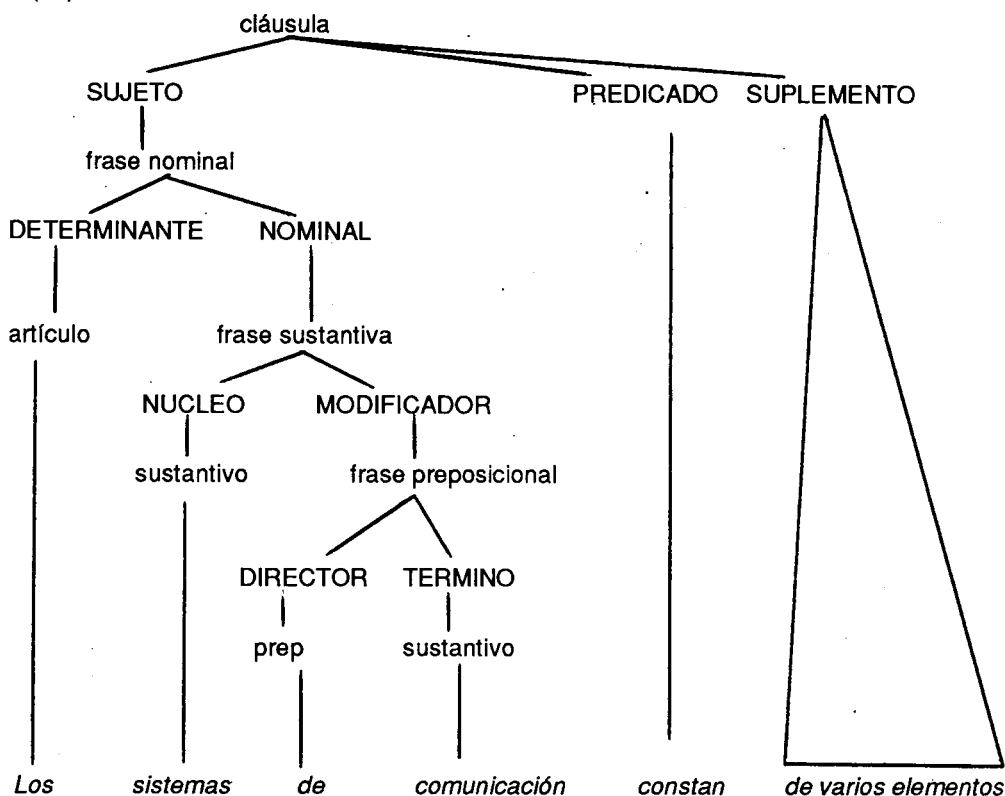 cláusula
SUJETO PREDICADO SUPLEMENTO
frase nominal
DETERMINANTE NOMINAL
artículo frase sustantiva
NUCLEO MODIFICADOR
sustantivo frase preposicional
DIRECTOR TERMINO
prep sustantivo
Los sistemas de comunicación constan de varios elementos